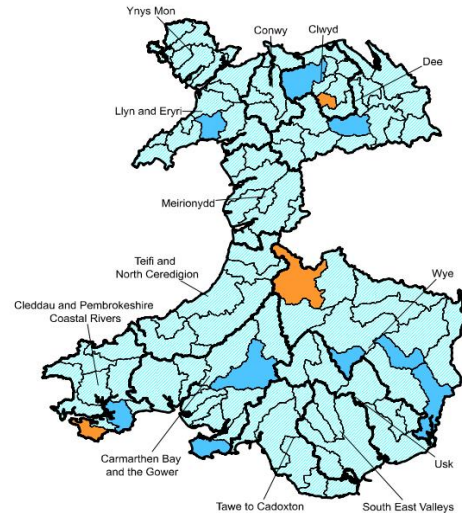 Ynys Mon
Conwy
Clwyd
Dee
Llyn and Eryri
Meirionydd
Teifi and
North Ceredigion
Wye
Cleddau and Pembrokeshire
Coastal Rivers
Carmarthen Bay
and the Gower
Usk
Tawe to Cadoxton
South East Valleys